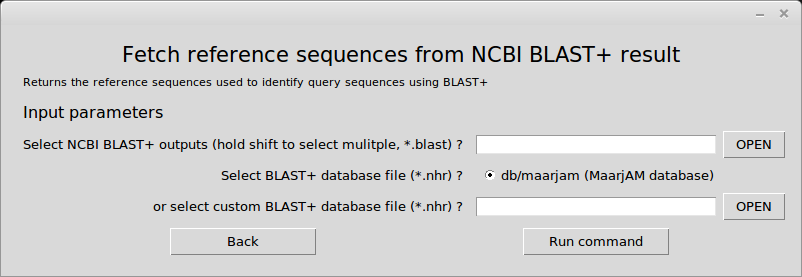 Fetch reference sequences from NCBI BLAST+ result
Returns the reference sequences used to identify query sequences using BLAST+
Input parameters
Select NCBI BLAST+ outputs (hold shift to select mulitple, *.blast) ? OPEN
Select BLAST+ database file (*.nhr) ? db/maarjam (MaarjAM database)
or select custom BLAST+ database file (*.nhr) ? OPEN
Back Run command